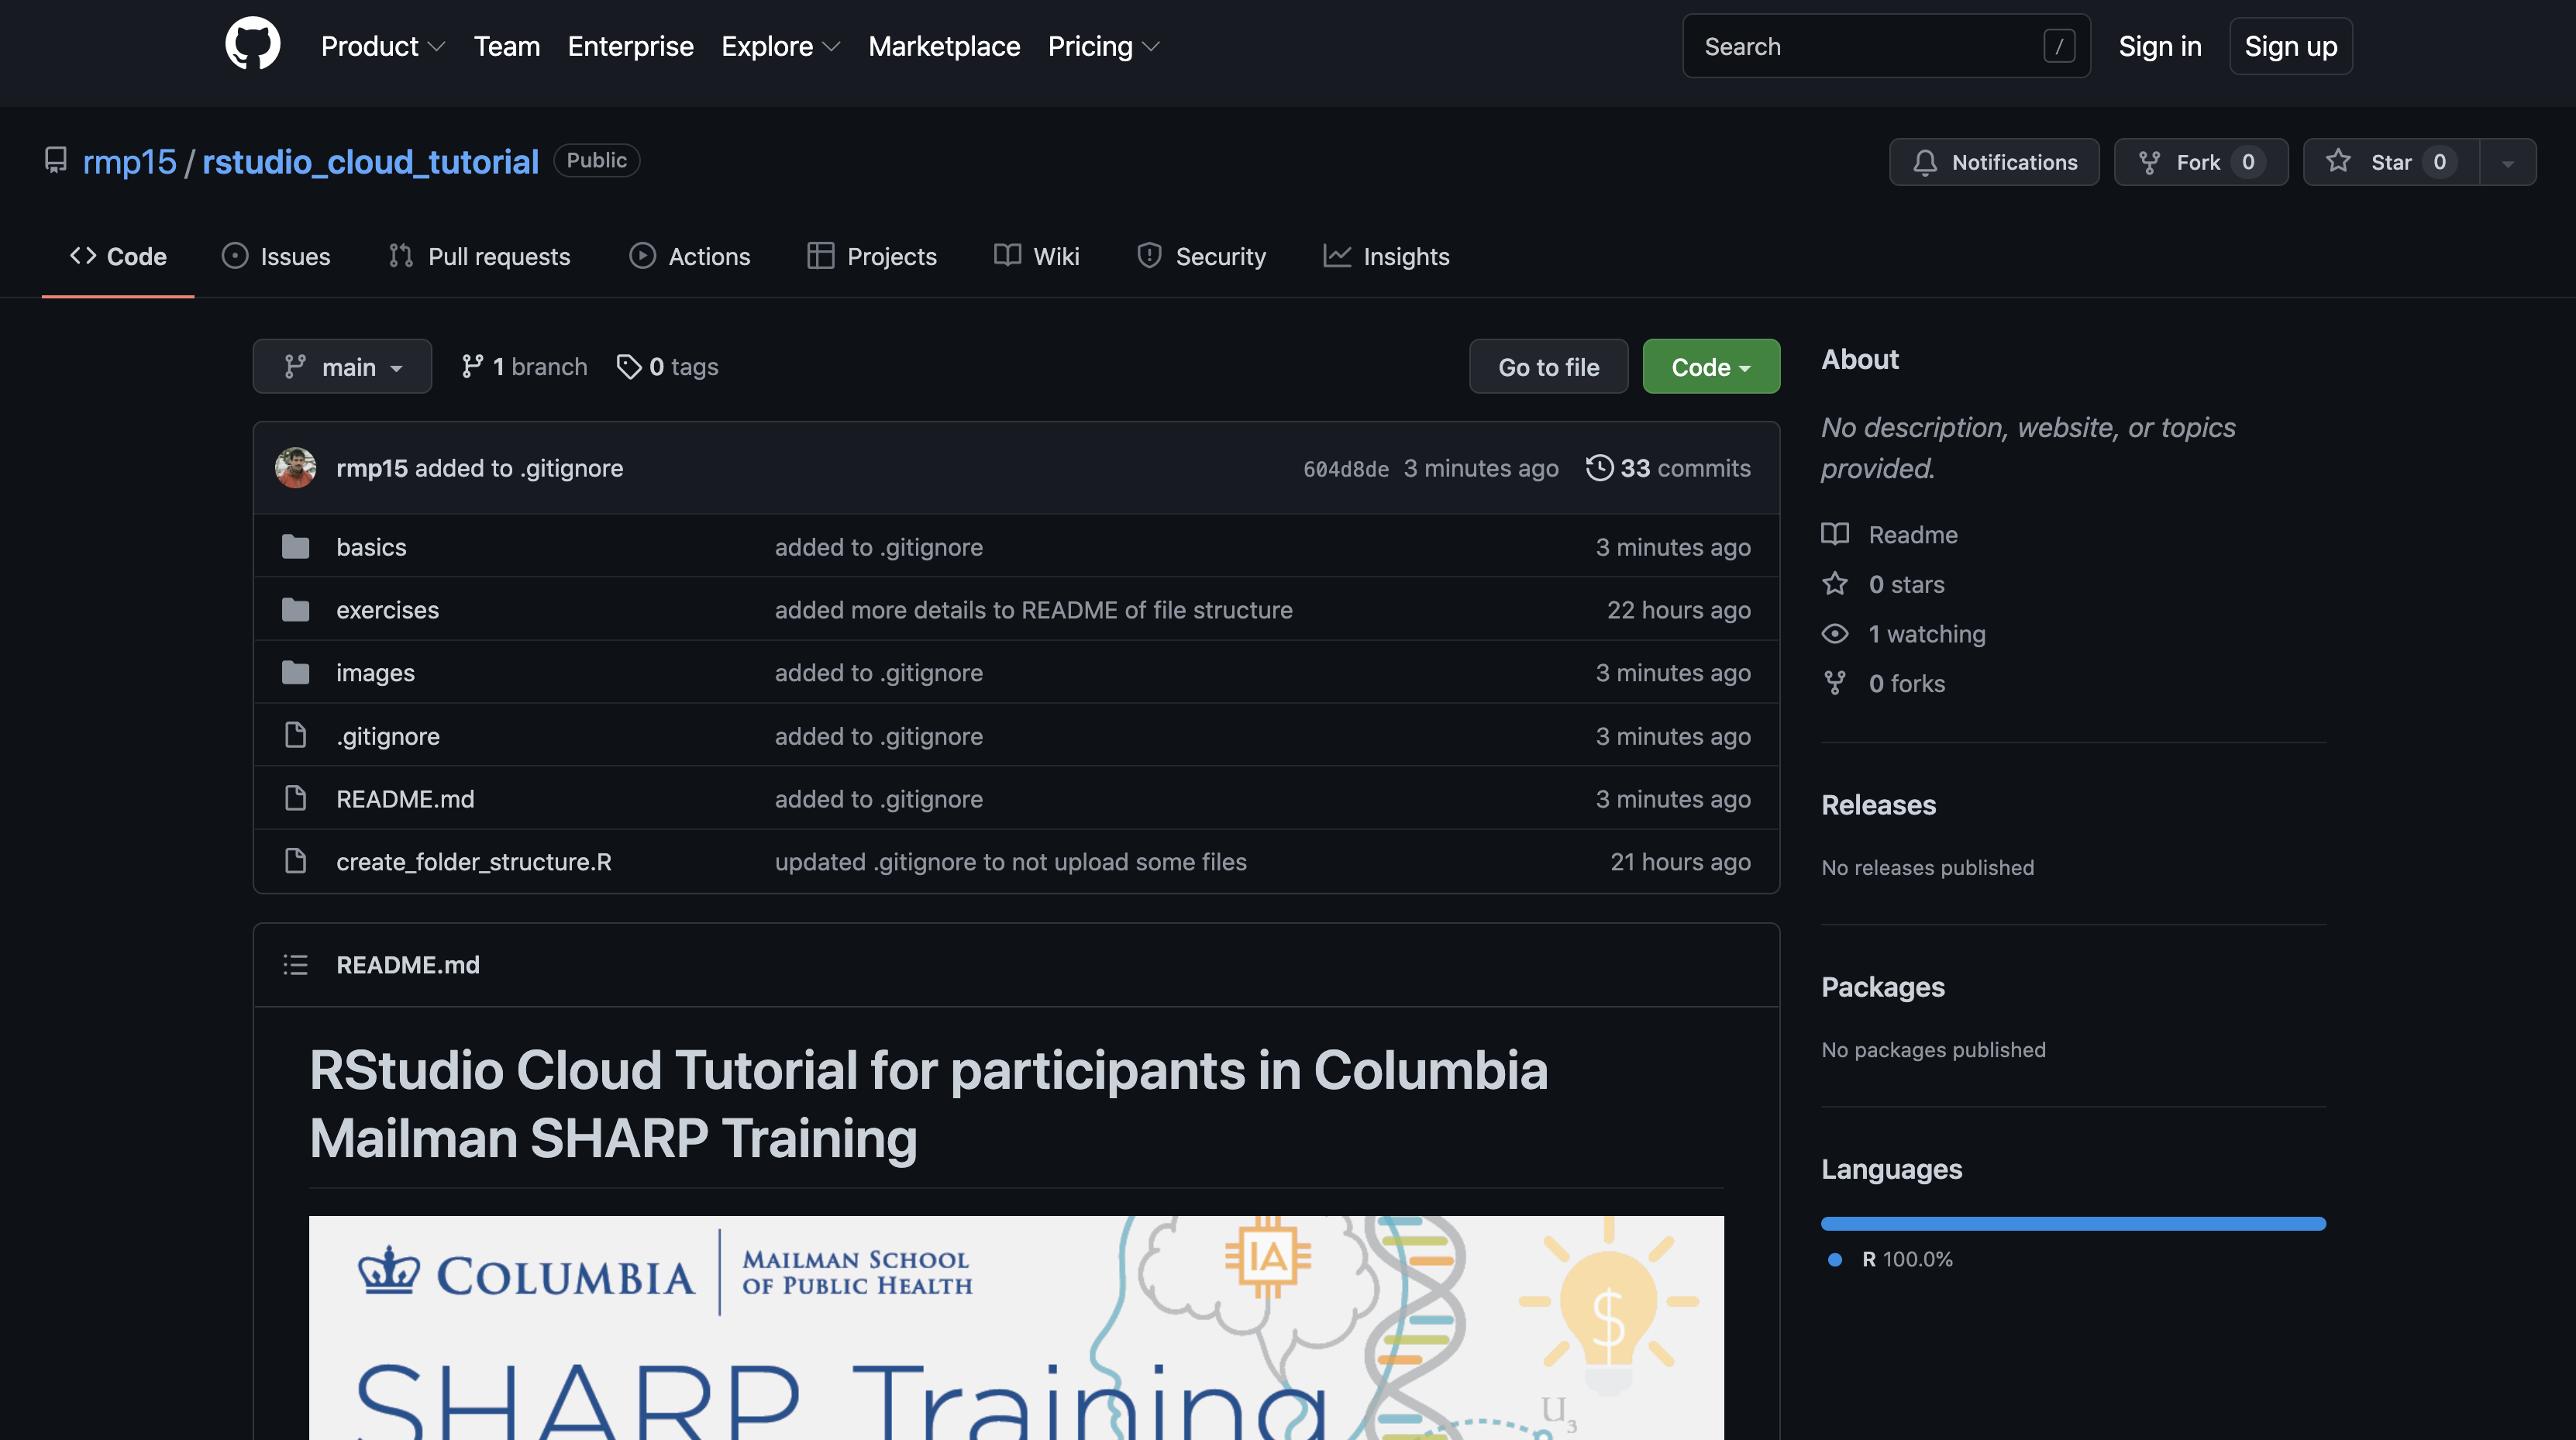 Product Team Enterprise Explore Marketplace Pricing Search / Sign in Sign up
rmp15 / rstudio_cloud_tutorial Public Notifications Fork 0 Star 0
Code Issues Pull requests Actions Projects Wiki Security Insights
main 1 branch 0 tags Go to file Code
rmp15 added to .gitignore 604d8de 3 minutes ago 33 commits
basics added to .gitignore 3 minutes ago
exercises added more details to README of file structure 22 hours ago
images added to .gitignore 3 minutes ago
.gitignore added to .gitignore 3 minutes ago
README.md added to .gitignore 3 minutes ago
create_folder_structure.R updated .gitignore to not upload some files 21 hours ago
README.md
RStudio Cloud Tutorial for participants in Columbia
Mailman SHARP Training
COLUMBIA
MAILMAN SCHOOL
OF PUBLIC HEALTH
IA
$
SHARP Training
U3
About
No description, website, or topics
provided.
Readme
0 stars
1 watching
0 forks
Releases
No releases published
Packages
No packages published
Languages
R 100.0%